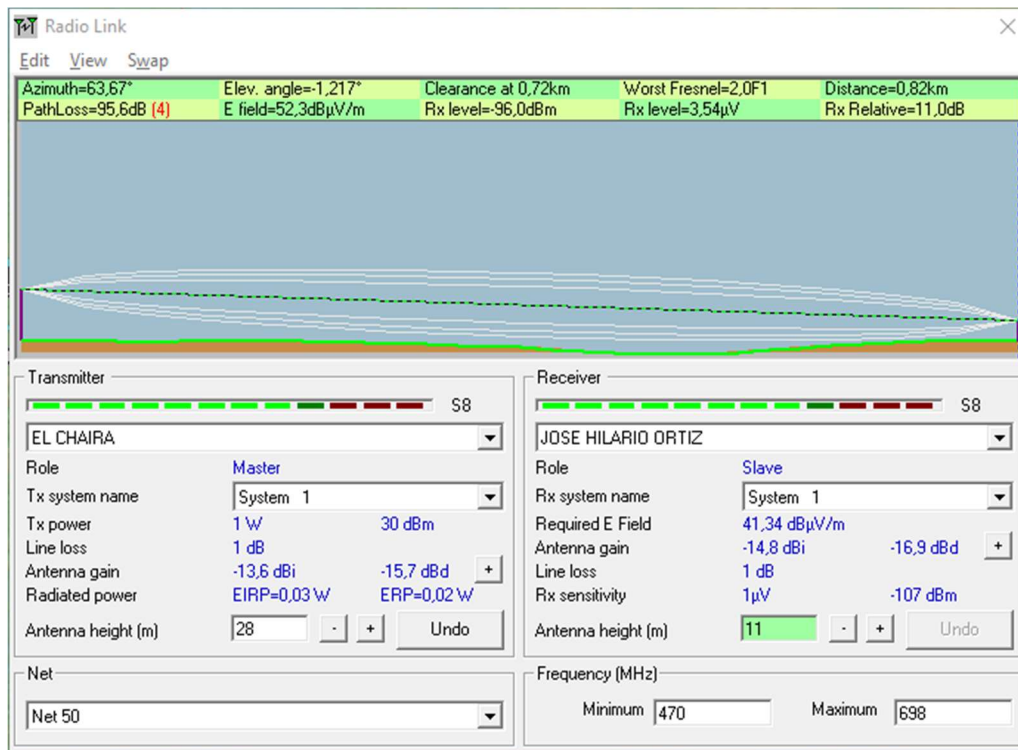 Radio Link
Edit View Swap
Azimuth=63,67° Elev. angle=-1,217° Clearance at 0,72km Worst Fresnel=2,0F1 Distance=0,82km
PathLoss=95,6dB (4) E field=52,3dBµV/m Rx level=-96,0dBm Rx level=3,54µV Rx Relative=11,0dB
Transmitter
S8
EL CHAIRA
Role Master
Tx system name System 1
Tx power 1 W 30 dBm
Line loss 1 dB
Antenna gain -13,6 dBi -15,7 dBd +
Radiated power EIRP=0,03 W ERP=0,02 W
Antenna height (m) 28 - + Undo
Receiver
S8
JOSE HILARIO ORTIZ
Role Slave
Rx system name System 1
Required E Field 41,34 dBµV/m
Antenna gain -14,8 dBi -16,9 dBd +
Line loss 1 dB
Rx sensitivity 1µV -107 dBm
Antenna height (m) 11 - + Undo
Net
Net 50
Frequency (MHz)
Minimum 470 Maximum 698